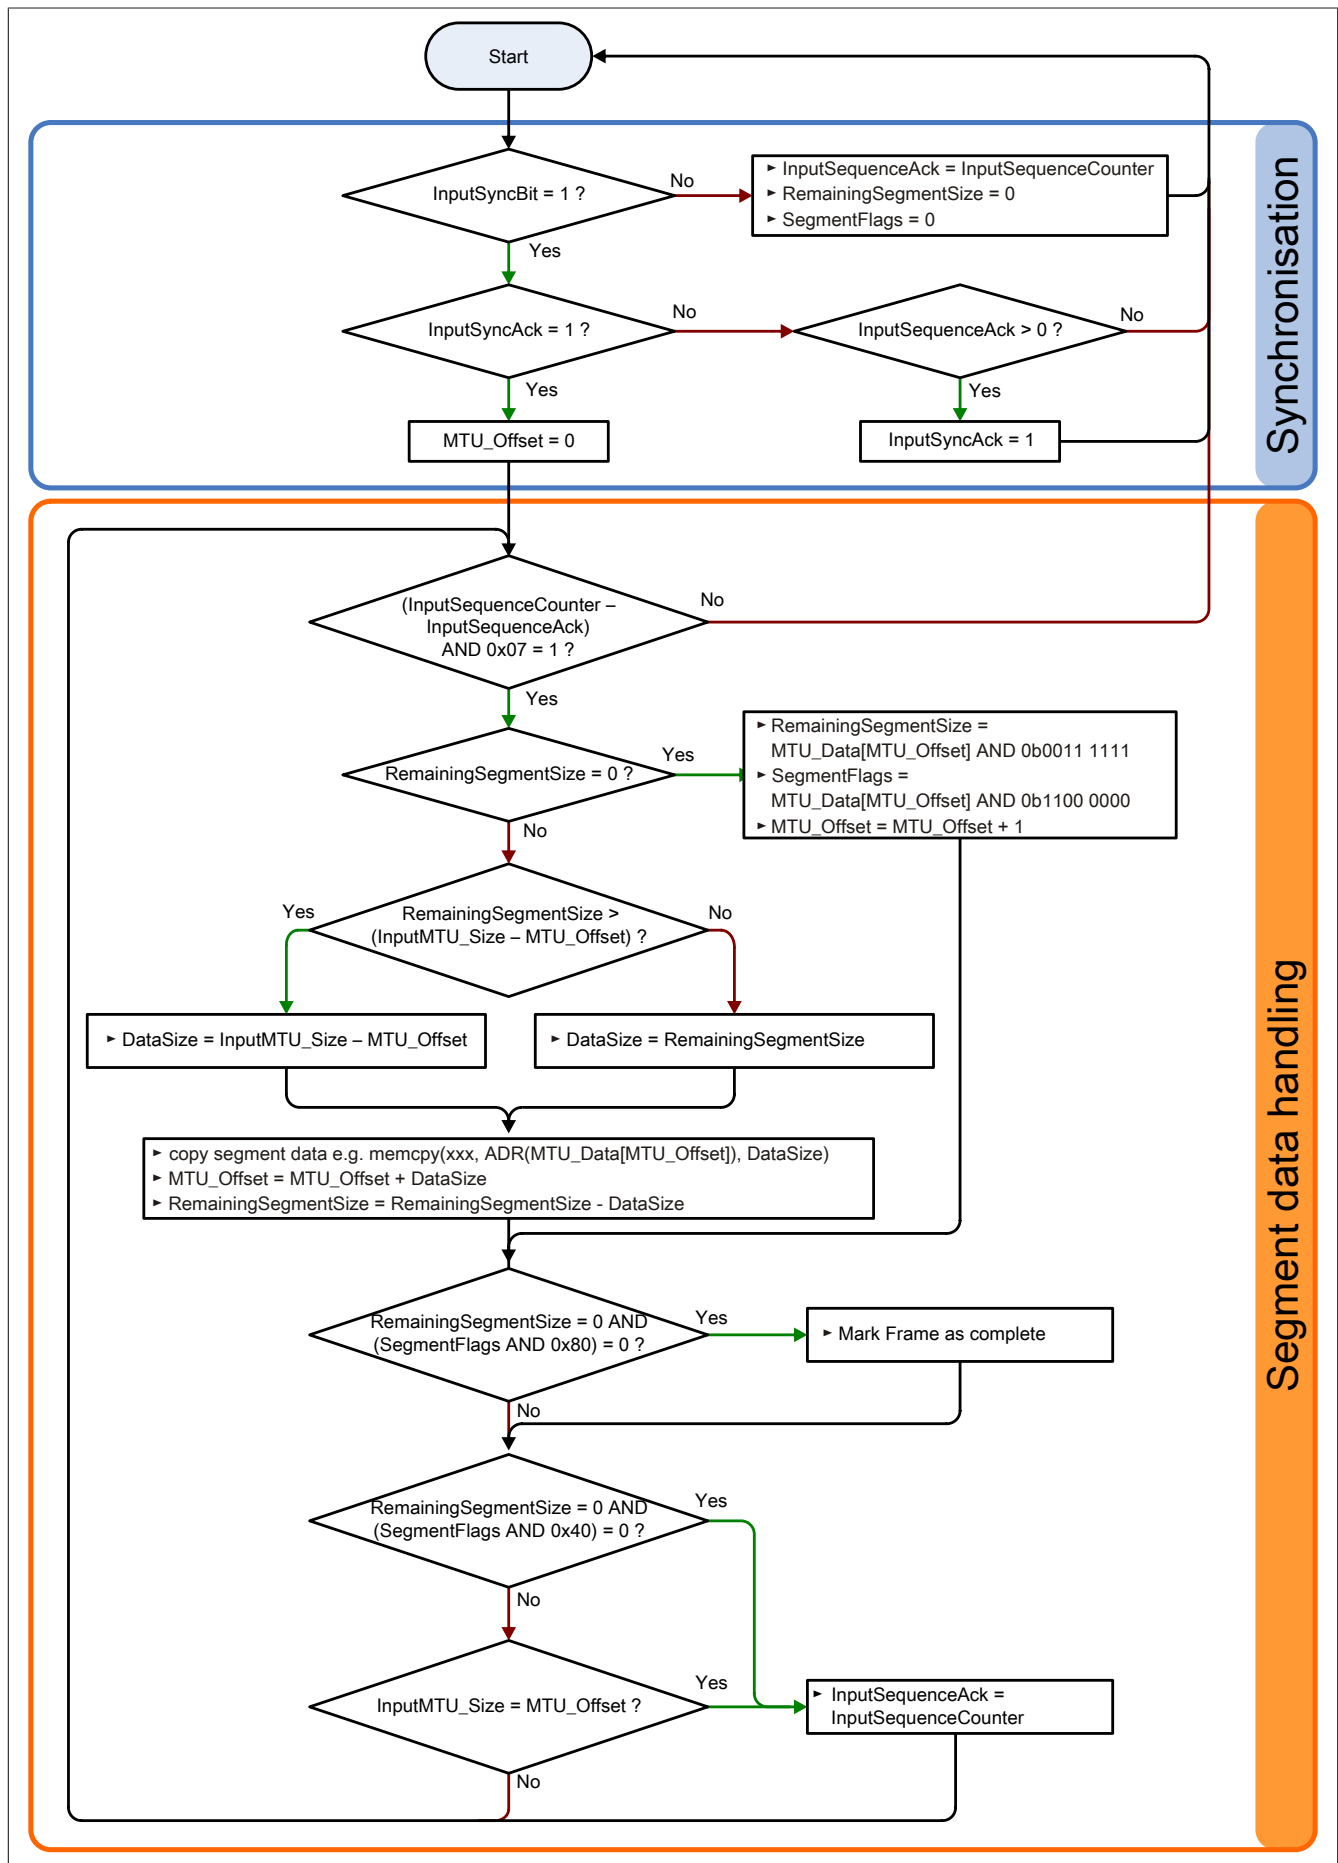 Start
InputSyncBit = 1 ?
No
► InputSequenceAck = InputSequenceCounter
► RemainingSegmentSize = 0
► SegmentFlags = 0
Yes
InputSyncAck = 1 ?
No
InputSequenceAck > 0 ?
No
Yes
Yes
MTU_Offset = 0
InputSyncAck = 1
Synchronisation
(InputSequenceCounter –
InputSequenceAck)
AND 0x07 = 1 ?
No
Yes
RemainingSegmentSize = 0 ?
Yes
► RemainingSegmentSize =
MTU_Data[MTU_Offset] AND 0b0011 1111
► SegmentFlags =
MTU_Data[MTU_Offset] AND 0b1100 0000
► MTU_Offset = MTU_Offset + 1
No
RemainingSegmentSize >
(InputMTU_Size – MTU_Offset) ?
Yes
No
► DataSize = InputMTU_Size – MTU_Offset
► DataSize = RemainingSegmentSize
► copy segment data e.g. memcpy(xxx, ADR(MTU_Data[MTU_Offset]), DataSize)
► MTU_Offset = MTU_Offset + DataSize
► RemainingSegmentSize = RemainingSegmentSize - DataSize
RemainingSegmentSize = 0 AND
(SegmentFlags AND 0x80) = 0 ?
Yes
► Mark Frame as complete
No
RemainingSegmentSize = 0 AND
(SegmentFlags AND 0x40) = 0 ?
Yes
No
InputMTU_Size = MTU_Offset ?
Yes
► InputSequenceAck =
InputSequenceCounter
No
Segment data handling